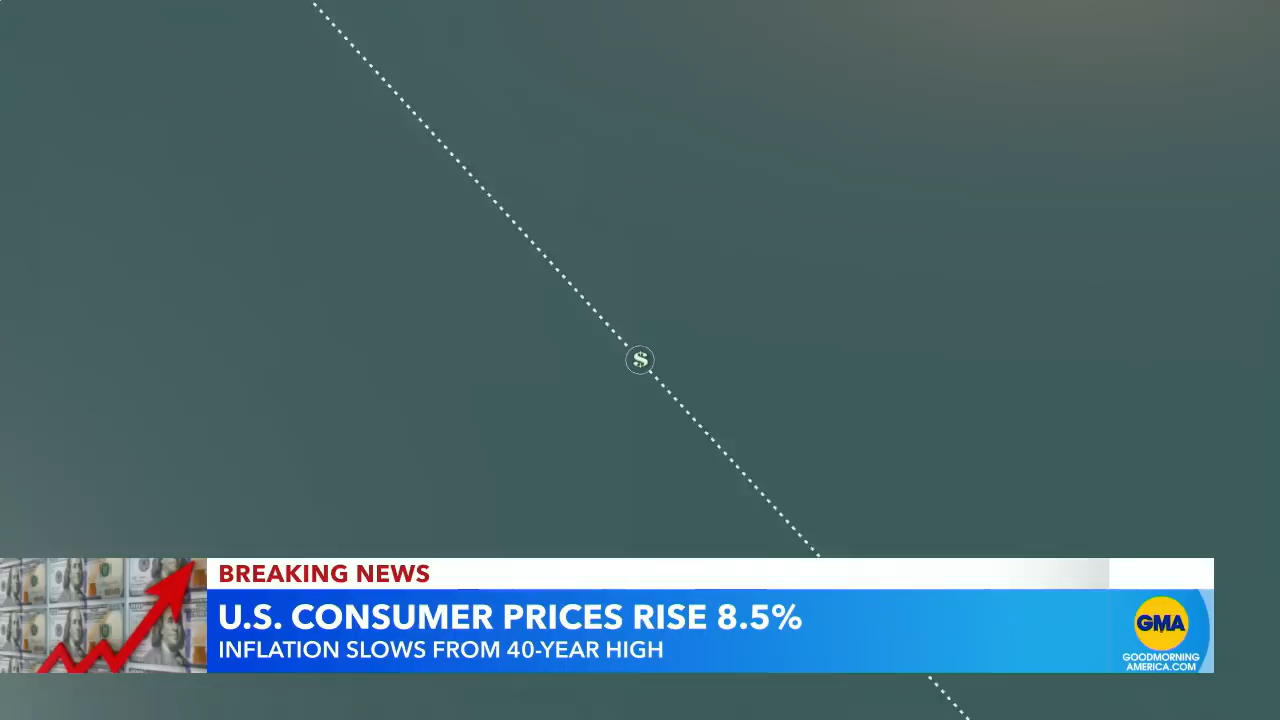 $
BREAKING NEWS
U.S. CONSUMER PRICES RISE 8.5%
INFLATION SLOWS FROM 40-YEAR HIGH
GMA
GOODMORNING
AMERICA.COM